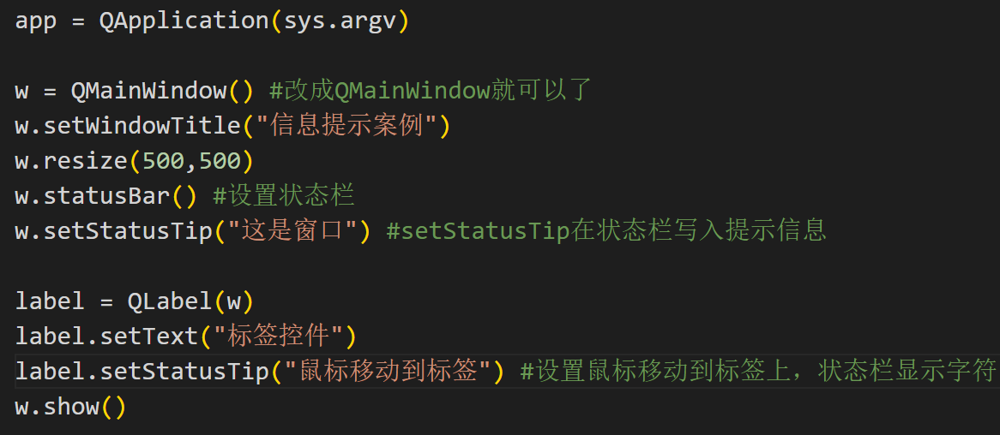 app = QApplication(sys.argv)
w = QMainWindow() #改成QMainWindow就可以了
w.setWindowTitle("信息提示案例")
w.resize(500,500)
w.statusBar() #设置状态栏
w.setStatusTip("这是窗口") #setStatusTip在状态栏写入提示信息
label = QLabel(w)
label.setText("标签控件")
label.setStatusTip("鼠标移动到标签") #设置鼠标移动到标签上，状态栏显示字符
w.show()